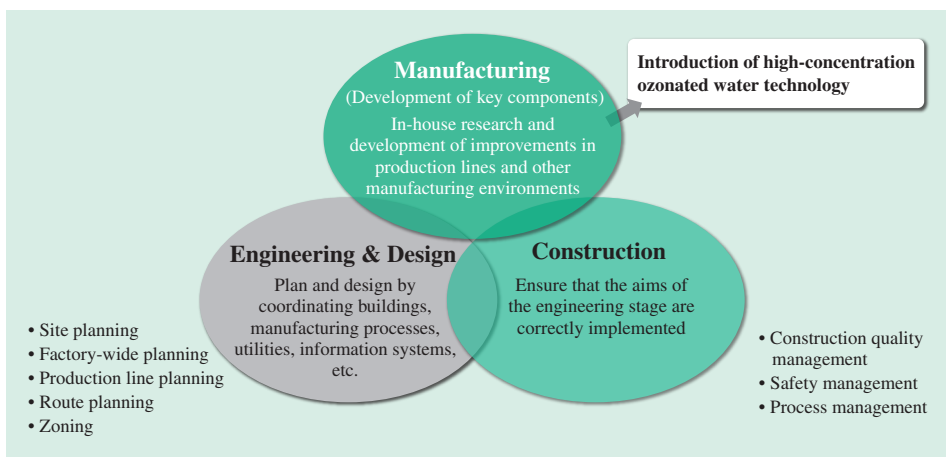 Manufacturing
(Development of key components)
In-house research and
development of improvements in
production lines and other
manufacturing environments
Introduction of high-concentration
ozonated water technology
Engineering & Design
Plan and design by
coordinating buildings,
manufacturing processes,
utilities, information systems,
etc.
Construction
Ensure that the aims of
the engineering stage are
correctly implemented
• Site planning
• Factory-wide planning
• Production line planning
• Route planning
• Zoning
• Construction quality
management
• Safety management
• Process management